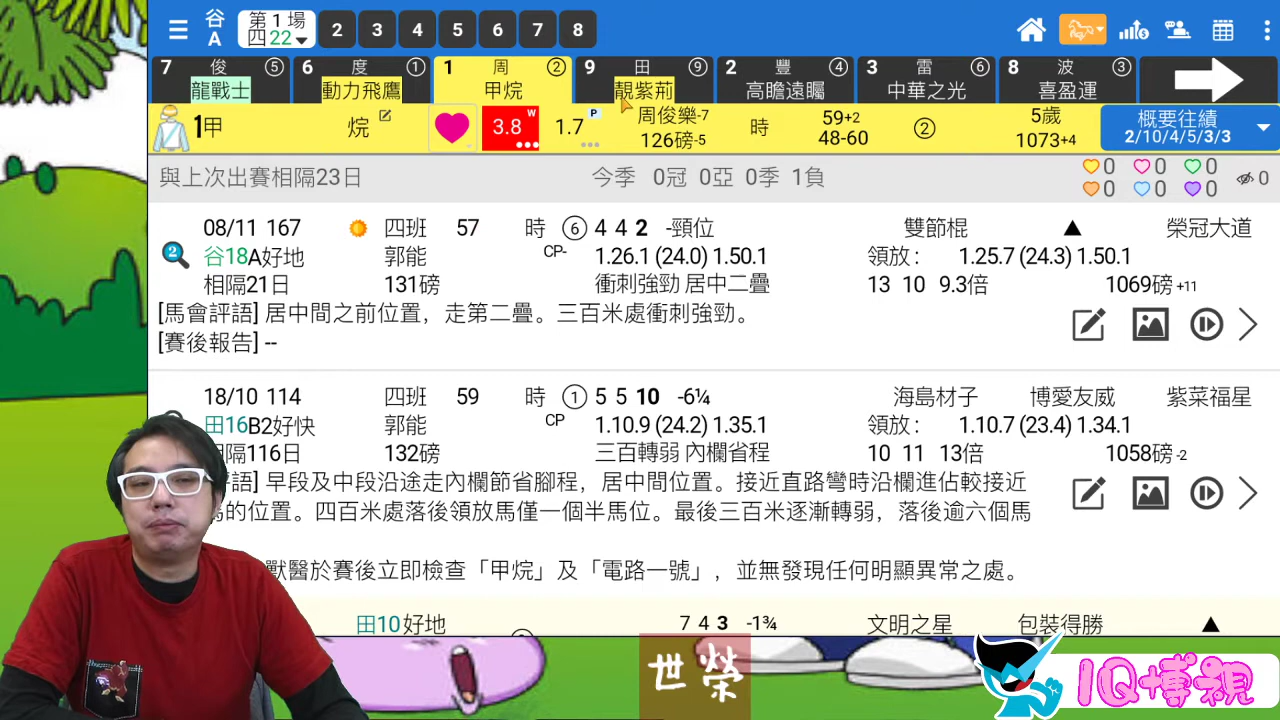 谷A 第1場 四22 2 3 4 5 6 7 8
7 俊 ⑤ 6 度 ① 1 周 ② 9 田 ⑨ 2 豐 ④ 3 雷 ⑥ 8 波 ③
龍戰士 動力飛鷹 甲烷 靚紫荊 高瞻遠矚 中華之光 喜盈運
1甲 烷 3.8 W 1.7 P 周俊樂-7 126磅-5 時 59+2 48-60 ② 5歲 1073+4 概要往績 2/10/4/5/3/3
與上次出賽相隔23日 今季 0冠 0亞 0季 1負 0 0 0 0 0 0 0
08/11 167 四班 57 時 ⑥ 4 4 2 -頸位 雙節棍 ▲ 榮冠大道
2 谷18A好地 郭能 CP- 1.26.1 (24.0) 1.50.1 領放： 1.25.7 (24.3) 1.50.1
相隔21日 131磅 衝刺強勁 居中二疊 13 10 9.3倍 1069磅 +11
[馬會評語] 居中間之前位置，走第二疊。三百米處衝刺強勁。
[賽後報告] --
18/10 114 四班 59 時 ① 5 5 10 -6¼ 海島材子 博愛友威 紫菜福星
田16B2好快 郭能 CP 1.10.9 (24.2) 1.35.1 領放： 1.10.7 (23.4) 1.34.1
相隔116日 132磅 三百轉弱 內欄省程 10 11 13倍 1058磅 -2
評語] 早段及中段沿途走內欄節省腳程，居中間位置。接近直路彎時沿欄進佔較接近
的位置。四百米處落後領放馬僅一個半馬位。最後三百米逐漸轉弱，落後逾六個馬
獸醫於賽後立即檢查「甲烷」及「電路一號」，並無發現任何明顯異常之處。
田10好地 7 4 3 -1¾ 文明之星 包裝得勝 ▲
世榮
IQ博視